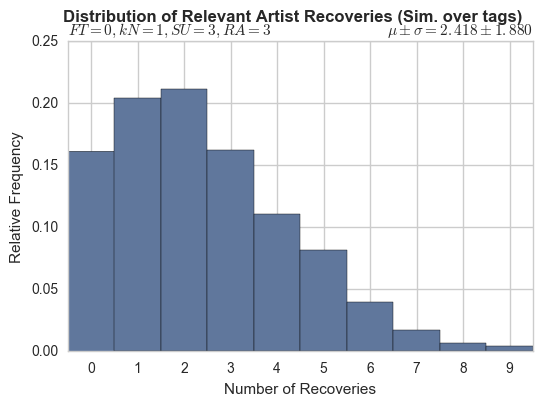 Distribution of Relevant Artist Recoveries (Sim. over tags)
FT=0, kN=1, SU=3, RA=3
μ±σ=2.418±1.880
0.25
0.20
0.15
0.10
0.05
0.00
Relative Frequency
0 1 2 3 4 5 6 7 8 9
Number of Recoveries